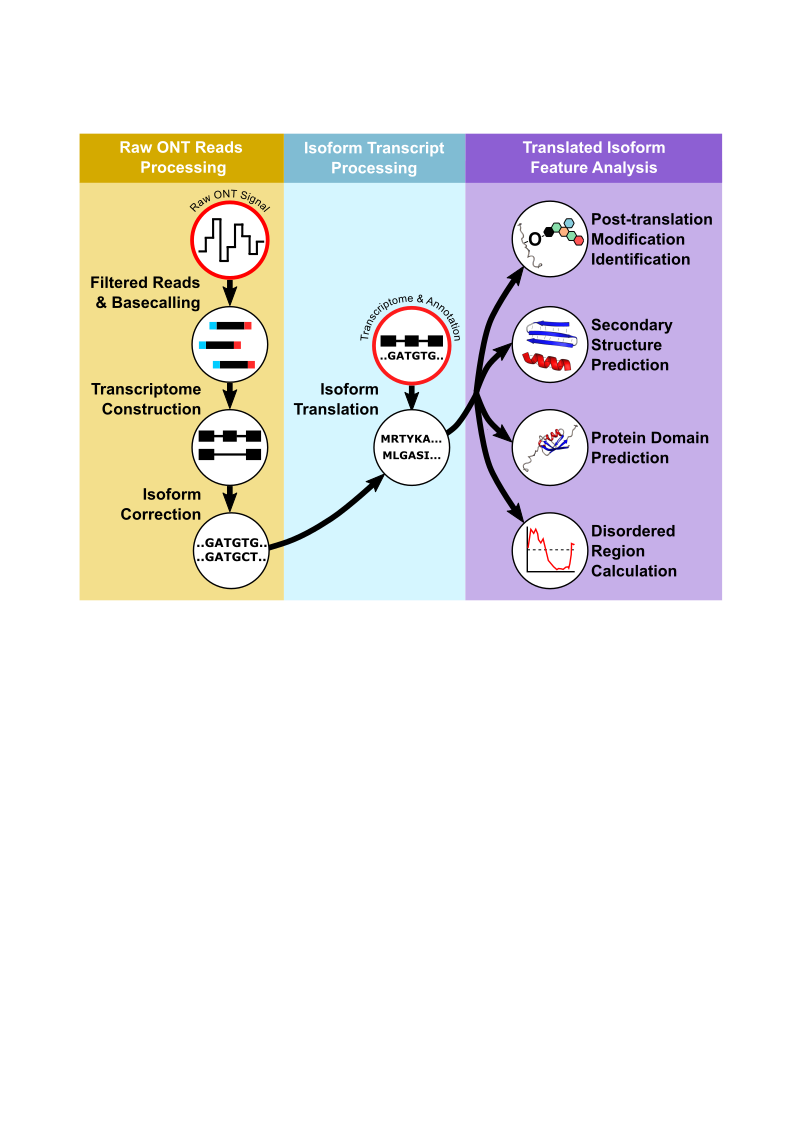 Raw ONT Reads
Processing
Raw ONT Signal
Filtered Reads
& Basecalling
Transcriptome
Construction
Isoform
Correction
..GATGTG..
..GATGCT..
Isoform Transcript
Processing
Transcriptome & Annotation
..GATGTG..
Isoform
Translation
MRTYKA...
MLGASI...
Translated Isoform
Feature Analysis
O
Post-translation
Modification
Identification
Secondary
Structure
Prediction
Protein Domain
Prediction
Disordered
Region
Calculation